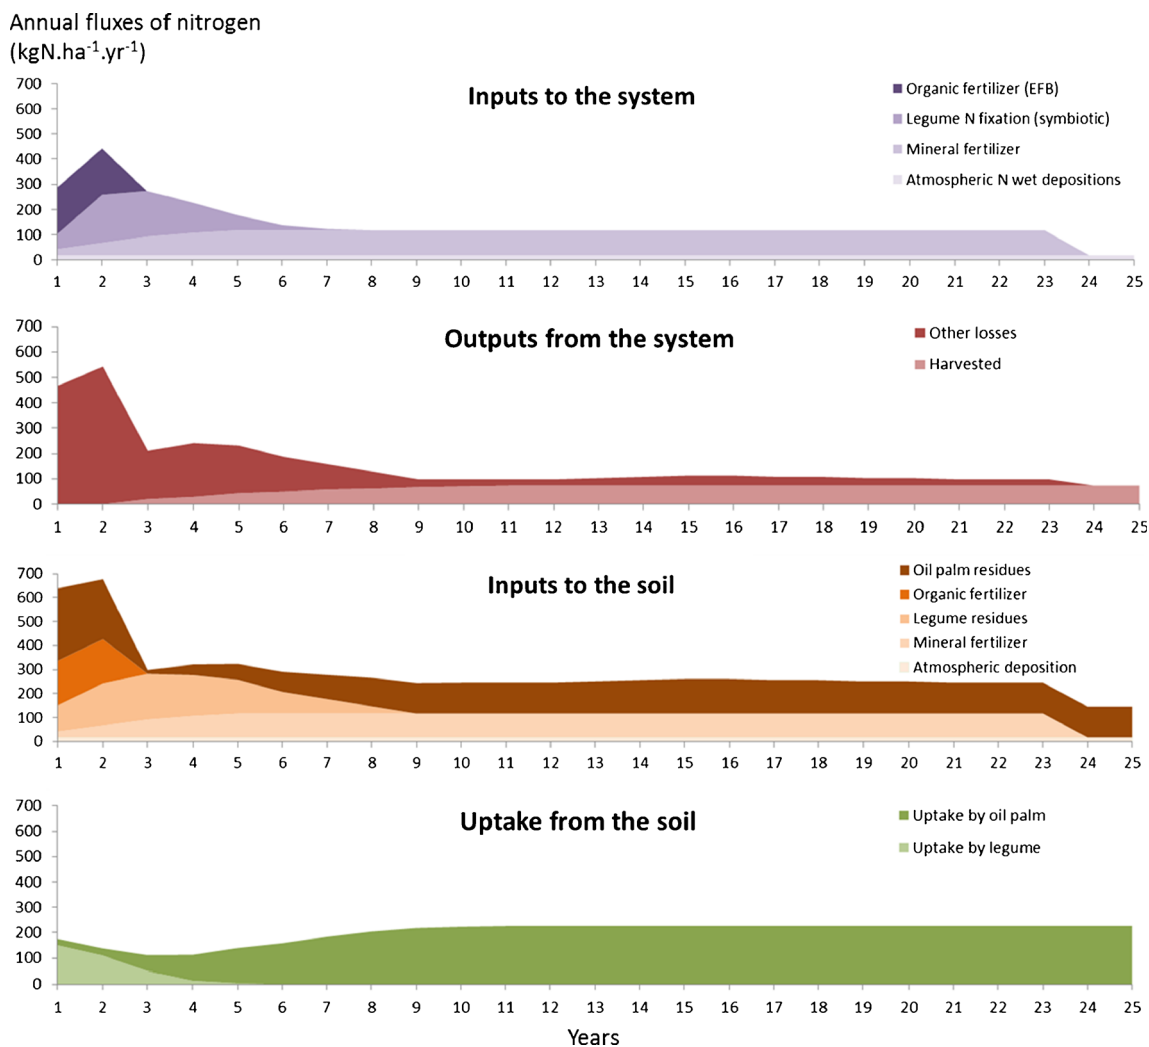 Annual fluxes of nitrogen
(kgN.ha⁻¹.yr⁻¹)
Inputs to the system
700
600
500
400
300
200
100
0
Organic fertilizer (EFB)
Legume N fixation (symbiotic)
Mineral fertilizer
Atmospheric N wet depositions
1 2 3 4 5 6 7 8 9 10 11 12 13 14 15 16 17 18 19 20 21 22 23 24 25
Outputs from the system
700
600
500
400
300
200
100
0
Other losses
Harvested
1 2 3 4 5 6 7 8 9 10 11 12 13 14 15 16 17 18 19 20 21 22 23 24 25
Inputs to the soil
700
600
500
400
300
200
100
0
Oil palm residues
Organic fertilizer
Legume residues
Mineral fertilizer
Atmospheric deposition
1 2 3 4 5 6 7 8 9 10 11 12 13 14 15 16 17 18 19 20 21 22 23 24 25
Uptake from the soil
700
600
500
400
300
200
100
0
Uptake by oil palm
Uptake by legume
1 2 3 4 5 6 7 8 9 10 11 12 13 14 15 16 17 18 19 20 21 22 23 24 25
Years